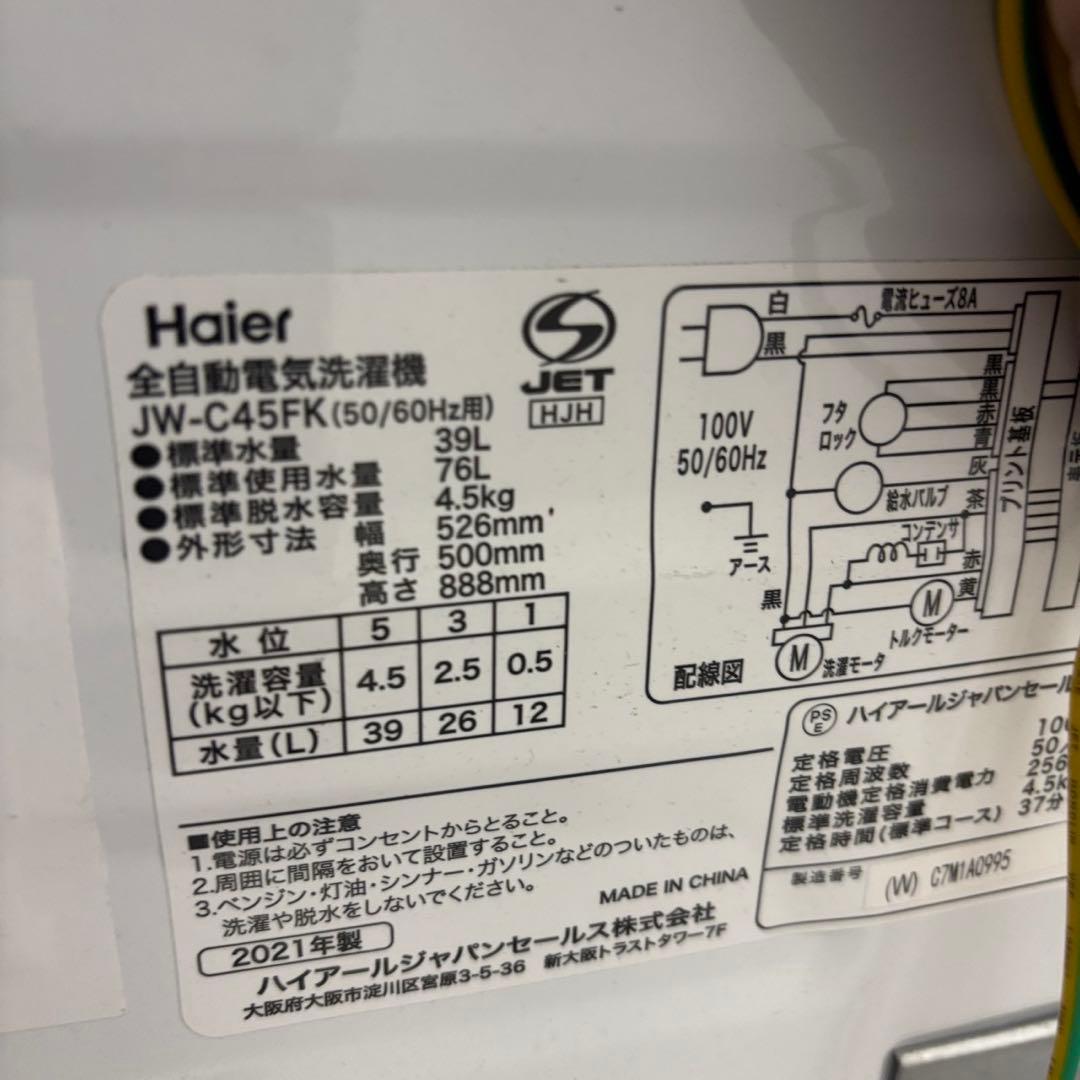 Haier
全自動電気洗濯機
JW-C45FK(50/60Hz用)
●標準水量 39L
●標準使用水量 76L
●標準脱水容量 4.5kg
●外形寸法 幅 526mm
奥行 500mm
高さ 888mm
JET
HJH
水位 5 3 1
洗濯容量(kg以下) 4.5 2.5 0.5
水量(L) 39 26 12
白
電流ヒューズ8A
黒
100V
50/60Hz
アース
フタ
ロック
黒
黒
赤
青
灰
給水バルブ
茶
コンデンサ
赤
黄
M
トルクモーター
黒
M
洗濯モータ
プリント基板
配線図
■使用上の注意
1.電源は必ずコンセントからとること。
2.周囲に間隔をおいて設置すること。
3.ベンジン・灯油・シンナー・ガソリンなどのついたものは、
洗濯や脱水をしないでください。
MADE IN CHINA
2021年製
ハイアールジャパンセールス株式会社
大阪府大阪市淀川区宮原3-5-36 新大阪トラストタワー7F
PSE ハイアールジャパンセール
定格電圧 10
定格周波数 50/
電動機定格消費電力 256
標準洗濯容量 4.5k
定格時間(標準コース) 37分
製造番号 (W) C7M1A0995